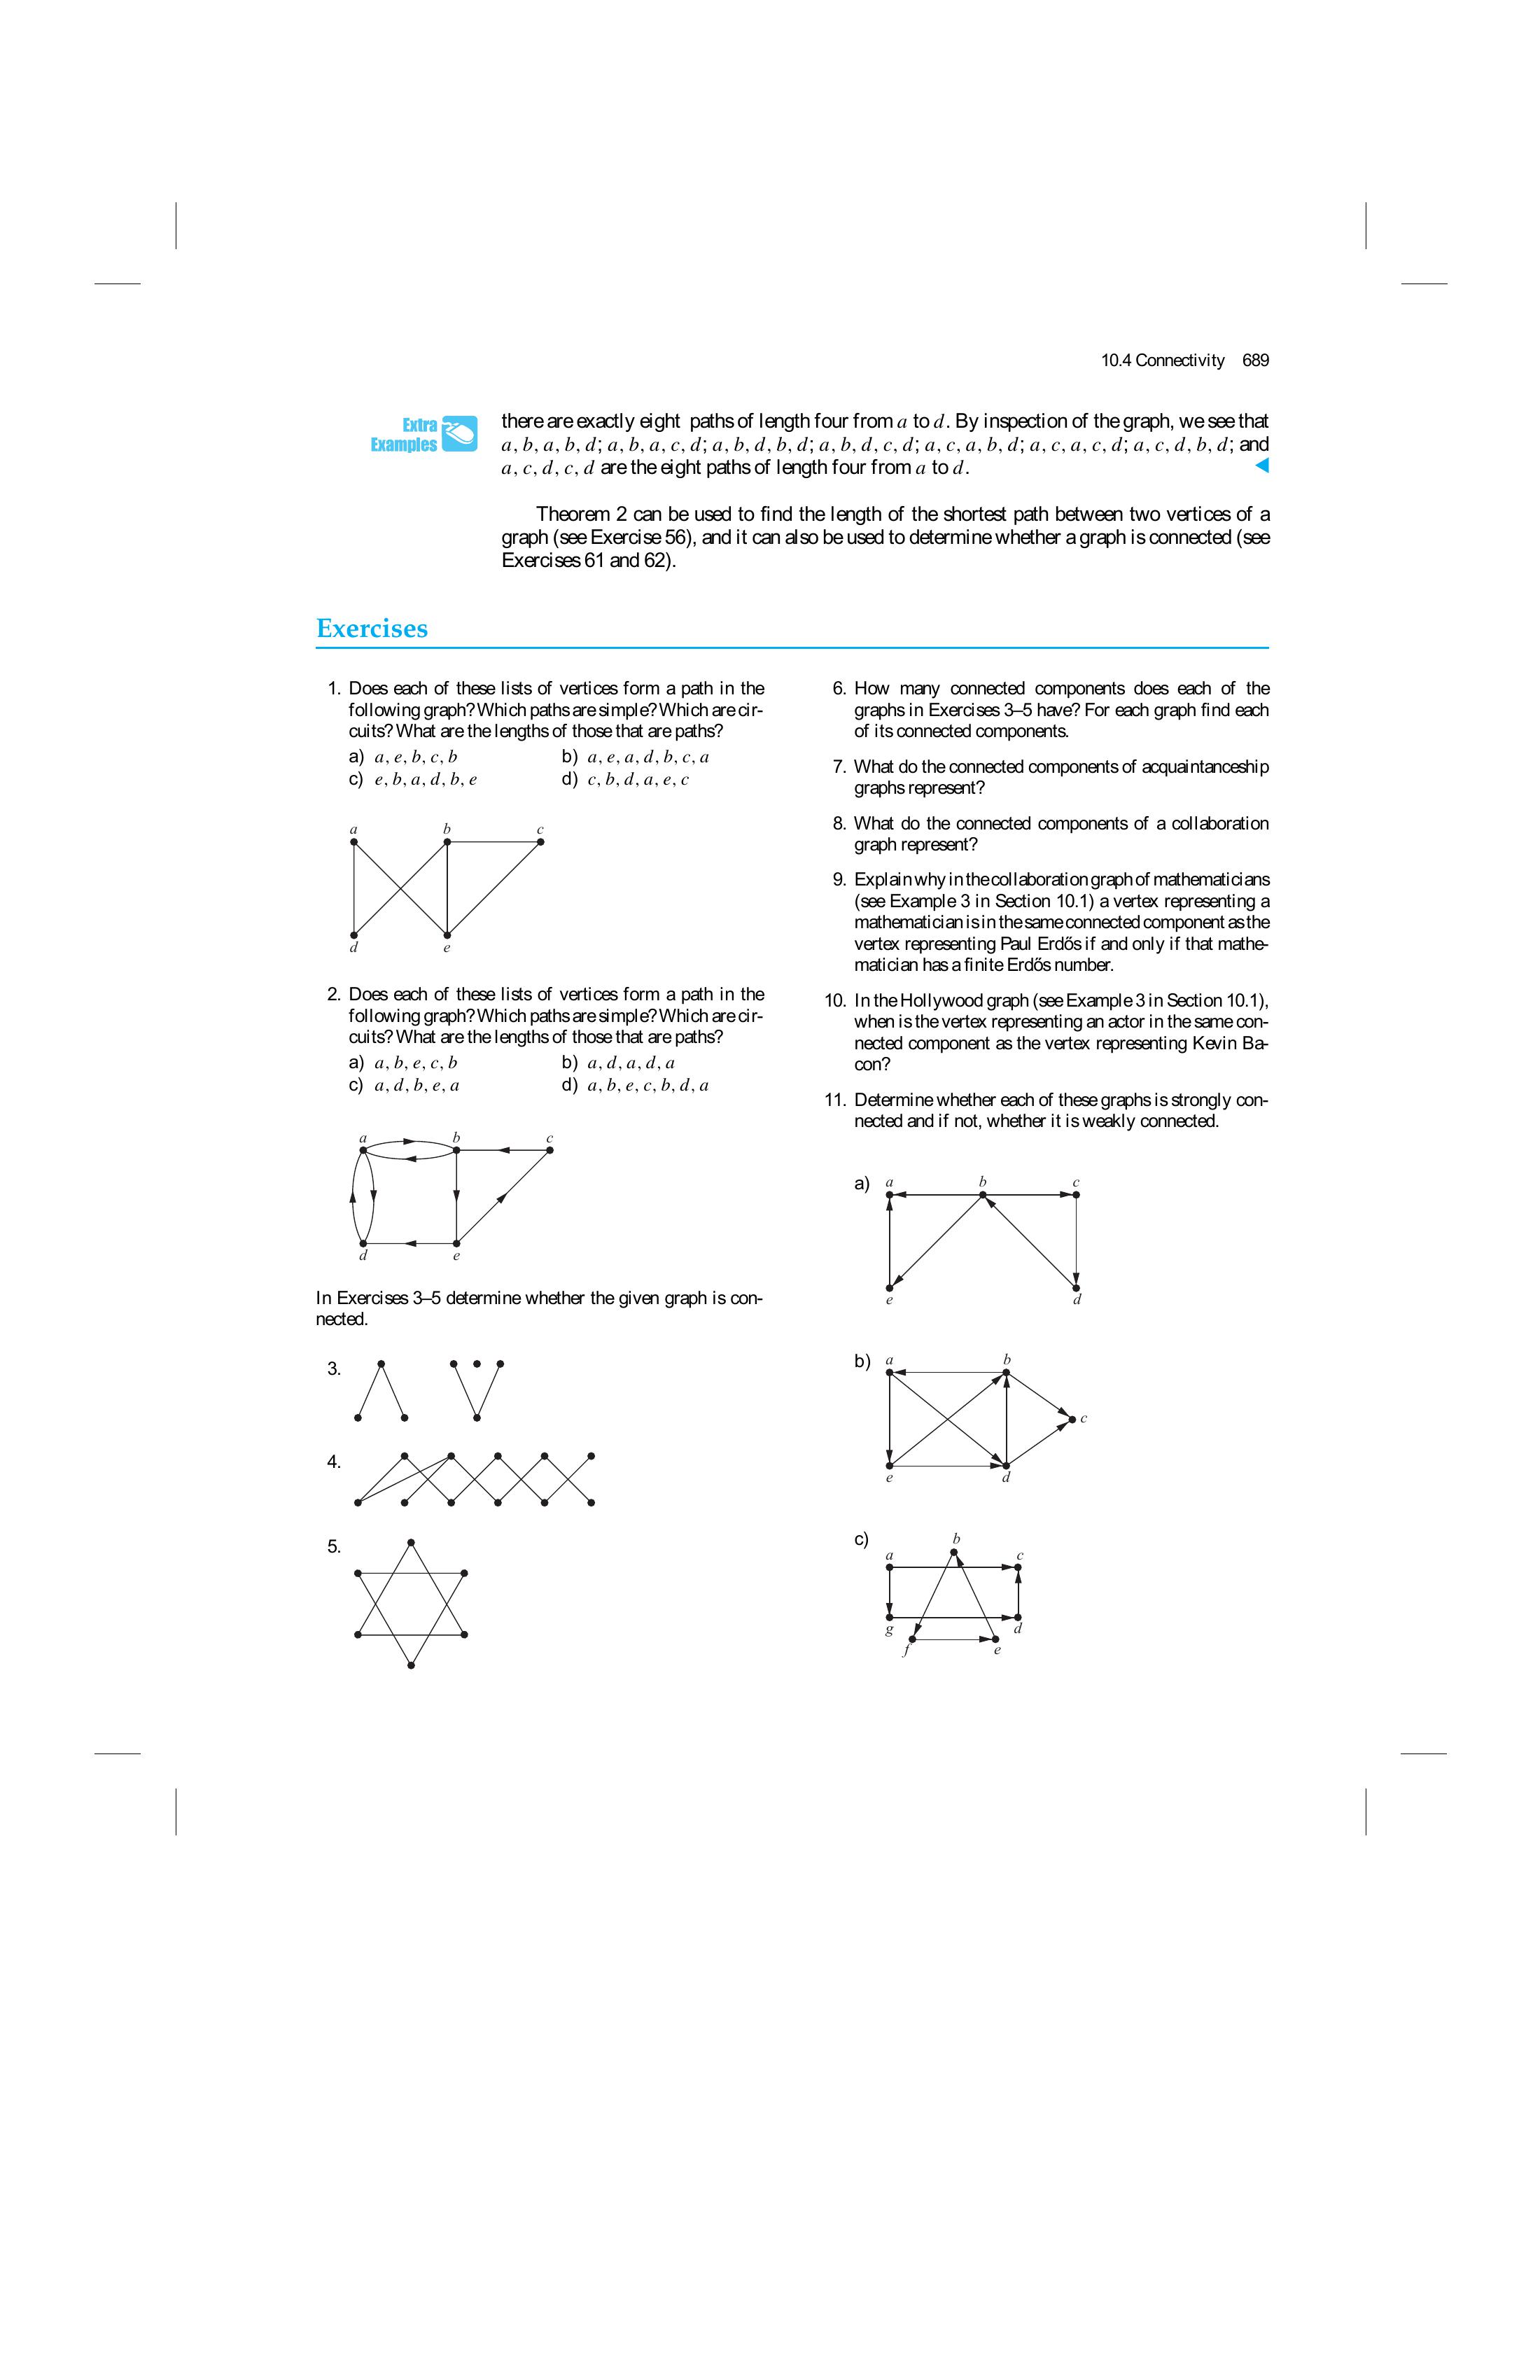 10.4 Connectivity 689
Extra
Examples
there are exactly eight paths of length four from a to d. By inspection of the graph, we see that
a, b, a, b, d; a, b, a, c, d; a, b, d, b, d; a, b, d, c, d; a, c, a, b, d; a, c, a, c, d; a, c, d, b, d; and
a, c, d, c, d are the eight paths of length four from a to d.
Theorem 2 can be used to find the length of the shortest path between two vertices of a
graph (see Exercise 56), and it can also be used to determine whether a graph is connected (see
Exercises 61 and 62).
Exercises
1. Does each of these lists of vertices form a path in the
following graph? Which paths are simple? Which are cir-
cuits? What are the lengths of those that are paths?
a) a, e, b, c, b b) a, e, a, d, b, c, a
c) e, b, a, d, b, e d) c, b, d, a, e, c
a b c
d e
2. Does each of these lists of vertices form a path in the
following graph? Which paths are simple? Which are cir-
cuits? What are the lengths of those that are paths?
a) a, b, e, c, b b) a, d, a, d, a
c) a, d, b, e, a d) a, b, e, c, b, d, a
a b c
d e
In Exercises 3–5 determine whether the given graph is con-
nected.
3.
4.
5.
6. How many connected components does each of the
graphs in Exercises 3–5 have? For each graph find each
of its connected components.
7. What do the connected components of acquaintanceship
graphs represent?
8. What do the connected components of a collaboration
graph represent?
9. Explain why in the collaboration graph of mathematicians
(see Example 3 in Section 10.1) a vertex representing a
mathematician is in the same connected component as the
vertex representing Paul Erdős if and only if that mathe-
matician has a finite Erdős number.
10. In the Hollywood graph (see Example 3 in Section 10.1),
when is the vertex representing an actor in the same con-
nected component as the vertex representing Kevin Ba-
con?
11. Determine whether each of these graphs is strongly con-
nected and if not, whether it is weakly connected.
a) a b c
e d
b) a b
c
e d
c) b
a c
g d
f e